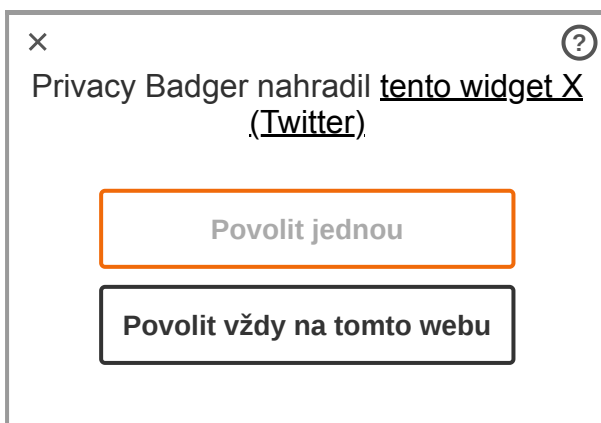 × ?
Privacy Badger nahradil tento widget X
(Twitter)
Povolit jednou
Povolit vždy na tomto webu